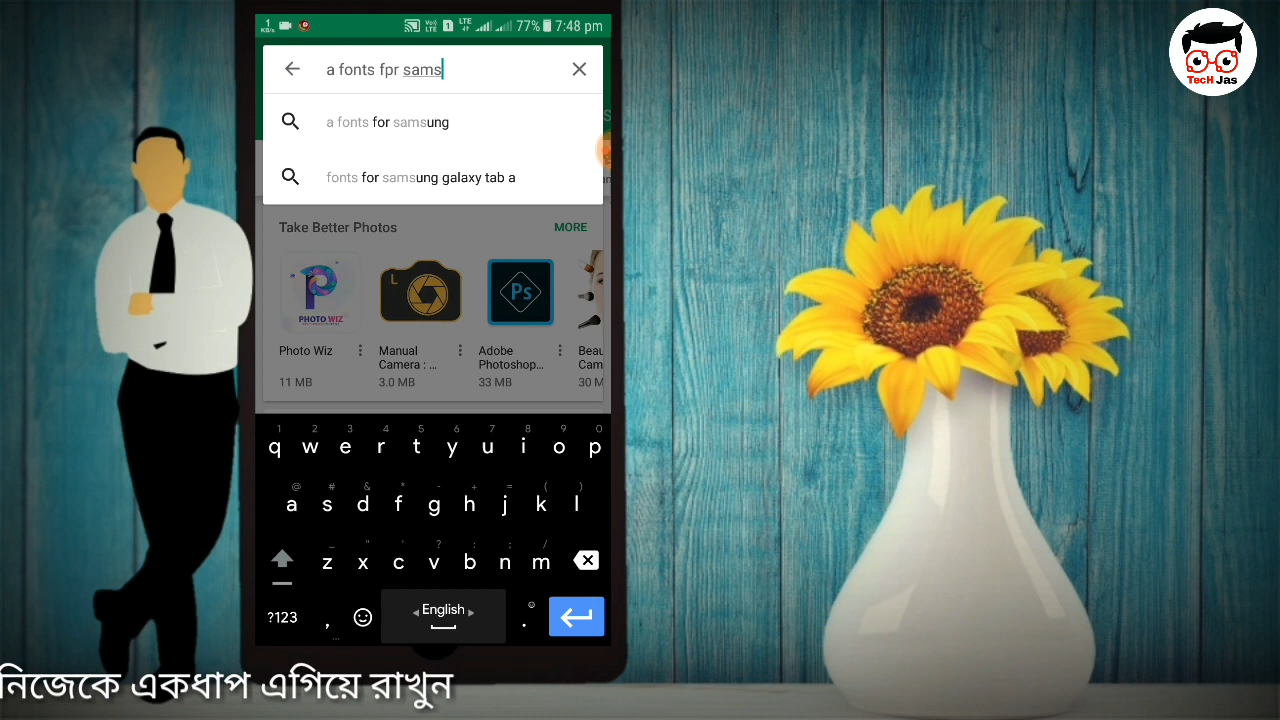 1 KB/s VoLTE LTE 1 LTE 77% 7:48 pm
a fonts fpr sams
a fonts for samsung
fonts for samsung galaxy tab a
Take Better Photos MORE
P
PHOTO WIZ
L
Ps
Photo Wiz
11 MB
Manual
Camera : ...
3.0 MB
Adobe
Photoshop...
33 MB
Beau
Cam
30 M
1 2 3 4 5 6 7 8 9 0
q w e r t y u i o p
@ # & * - + = ( )
a s d f g h j k l
_ " ' ? : ; /
z x c v b n m
?123 , English .
TecH Jas
নিজেকে একধাপ এগিয়ে রাখুন